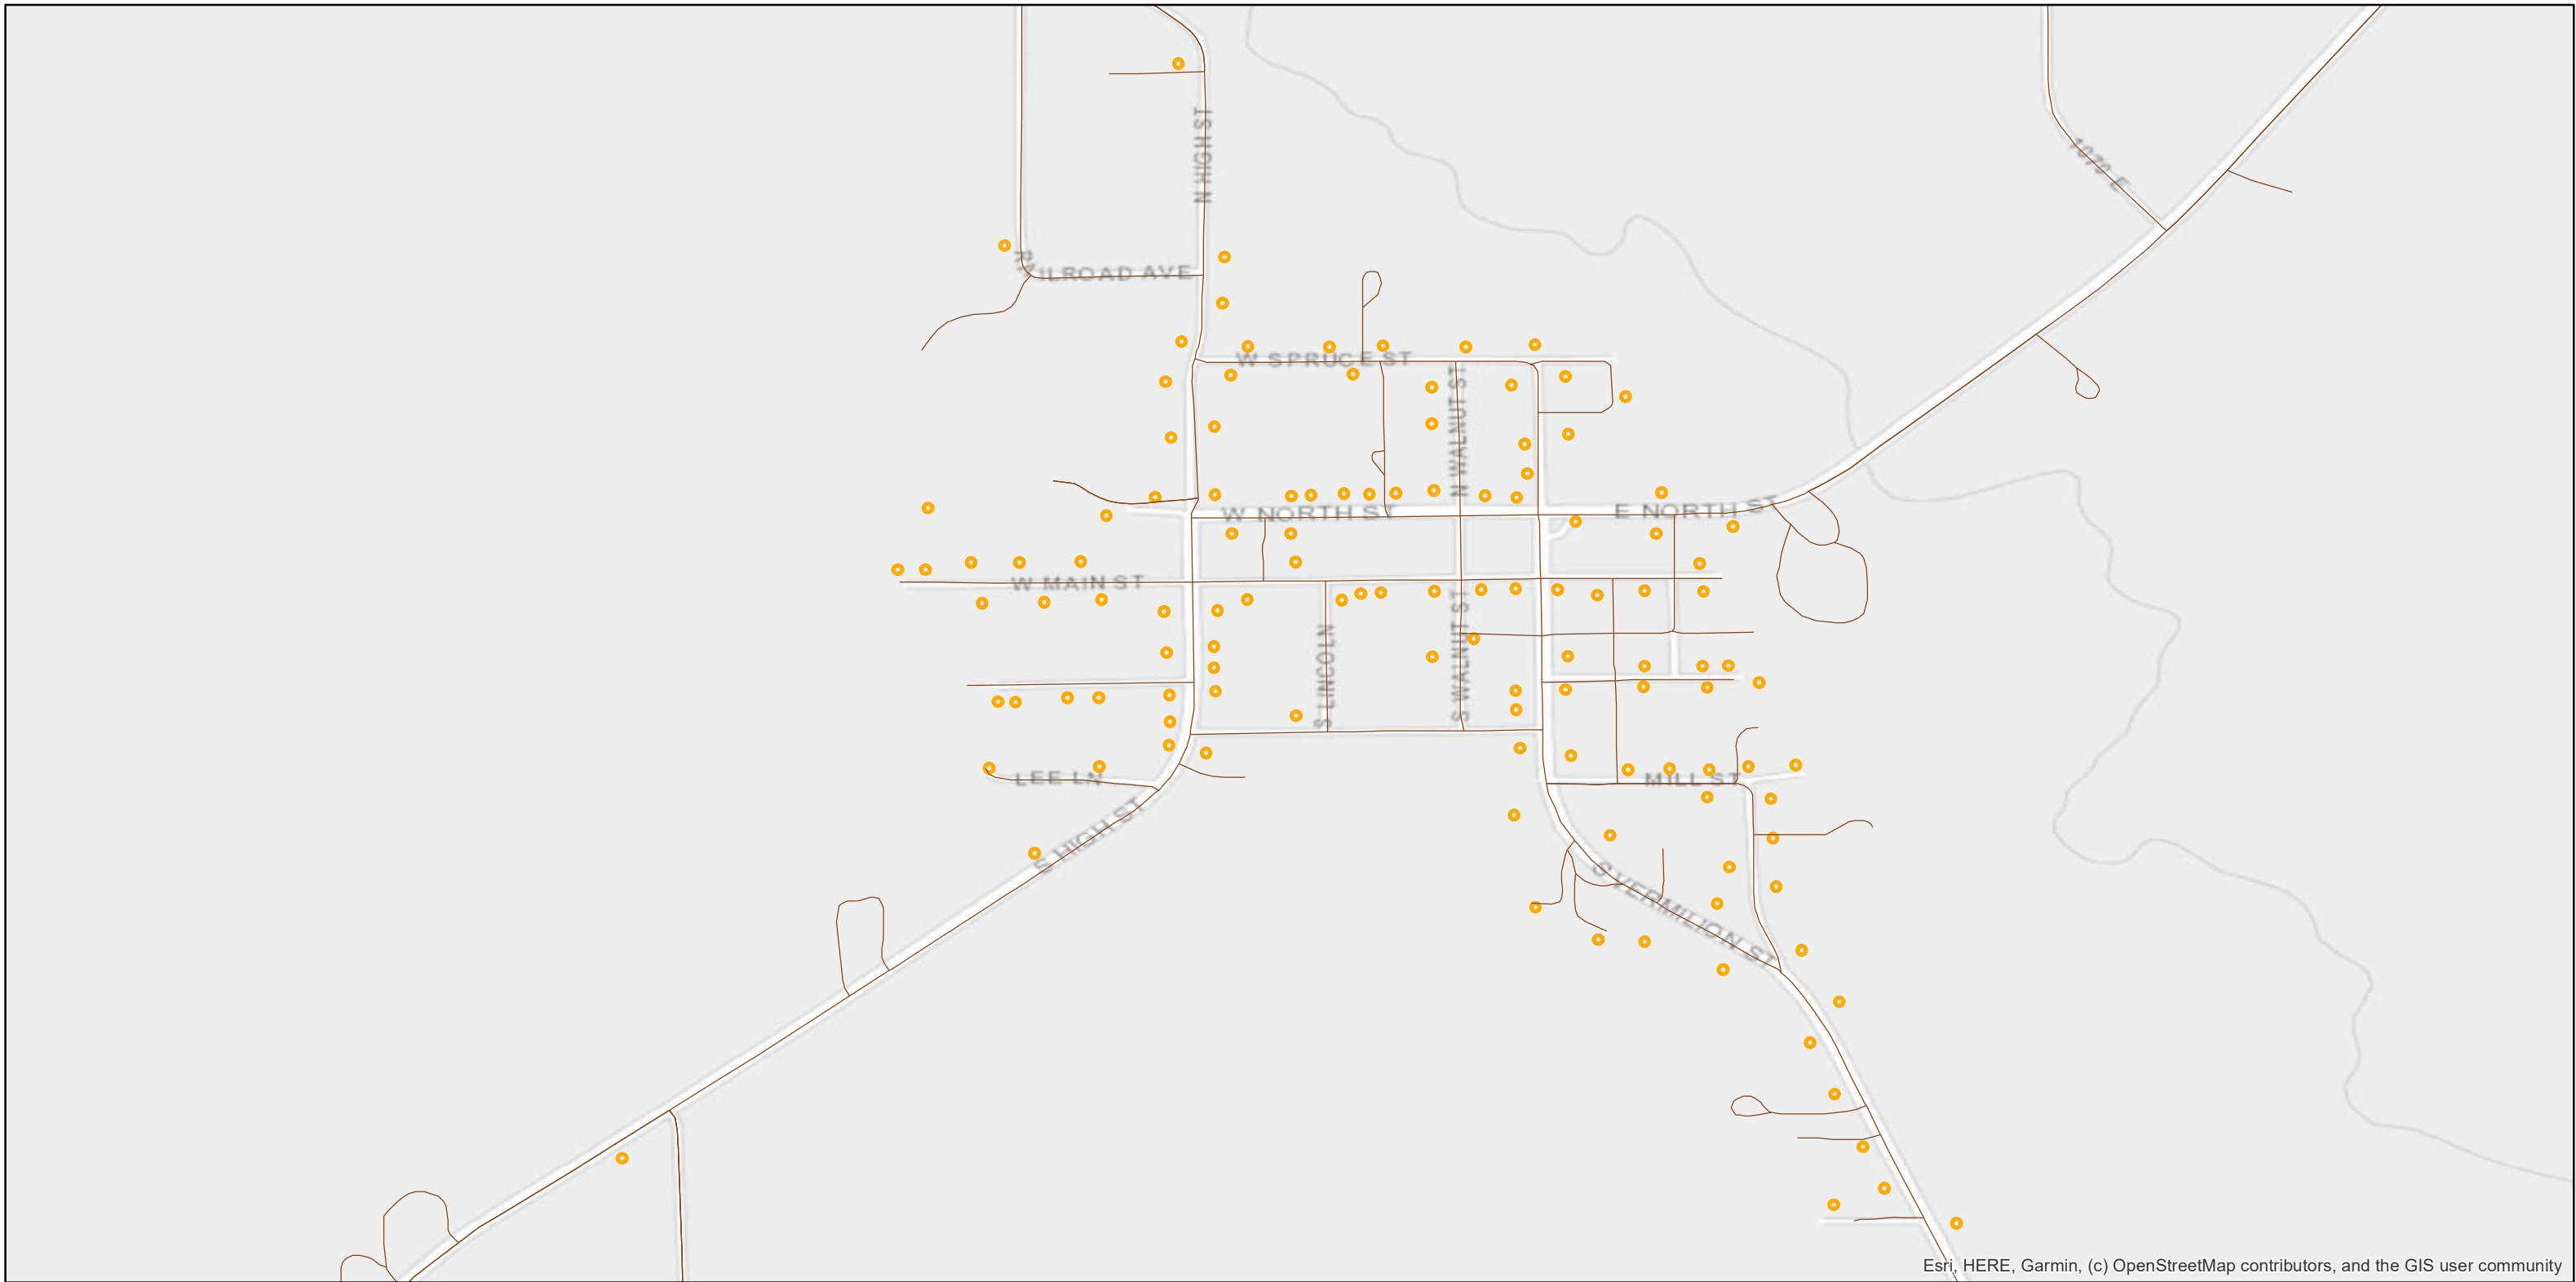 N HIGH ST
1020 E
RAILROAD AVE
W SPRUCE ST
N WALNUT ST
W NORTH ST
E NORTH ST
W MAIN ST
S LINCOLN
S WALNUT ST
LEE LN
MILL ST
S HIGH ST
S VERMILION ST
Esri, HERE, Garmin, (c) OpenStreetMap contributors, and the GIS user community